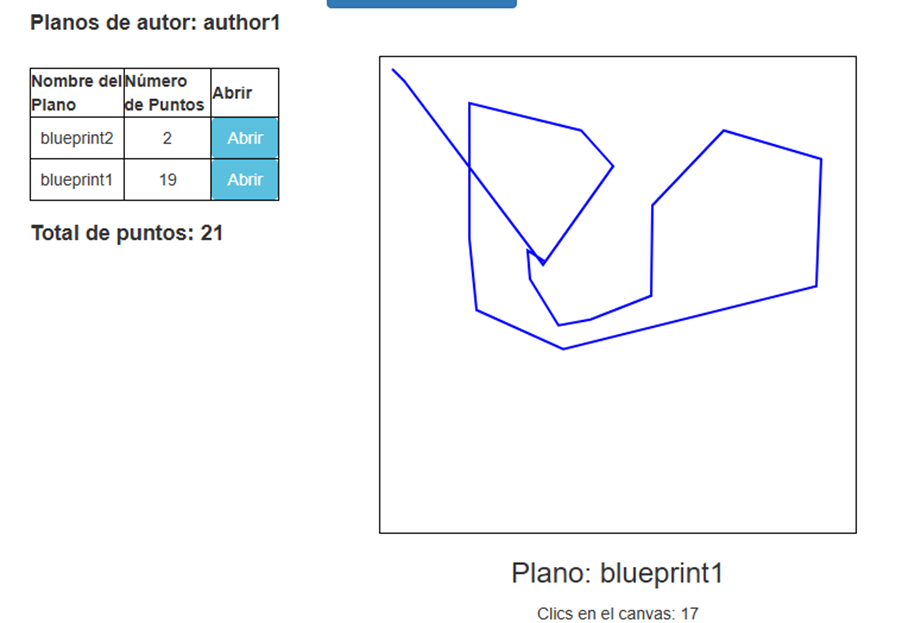 Planos de autor: author1
Nombre del Plano
Número de Puntos
Abrir
blueprint2
2
Abrir
blueprint1
19
Abrir
Total de puntos: 21
Plano: blueprint1
Clics en el canvas: 17